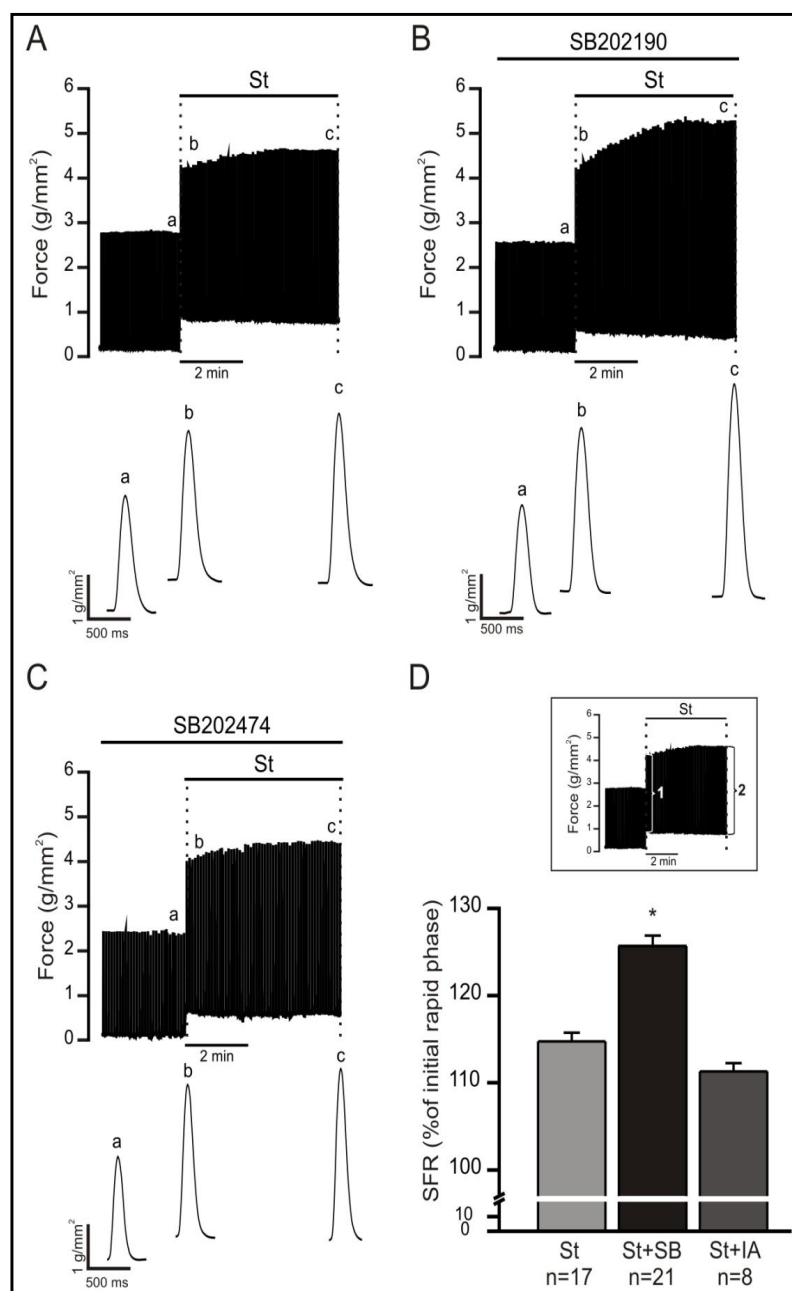 A
St
Force (g/mm²)
6
5
4
3
2
1
0
a
b
c
2 min
a
b
c
1 g/mm²
500 ms
B
SB202190
St
Force (g/mm²)
6
5
4
3
2
1
0
a
b
c
2 min
a
b
c
1 g/mm²
500 ms
C
SB202474
St
Force (g/mm²)
6
5
4
3
2
1
0
a
b
c
2 min
a
b
c
1 g/mm²
500 ms
D
St
Force (g/mm²)
6
5
4
3
2
1
0
1
2
2 min
SFR (%of initial rapid phase)
130
120
110
100
10
0
*
St
n=17
St+SB
n=21
St+IA
n=8